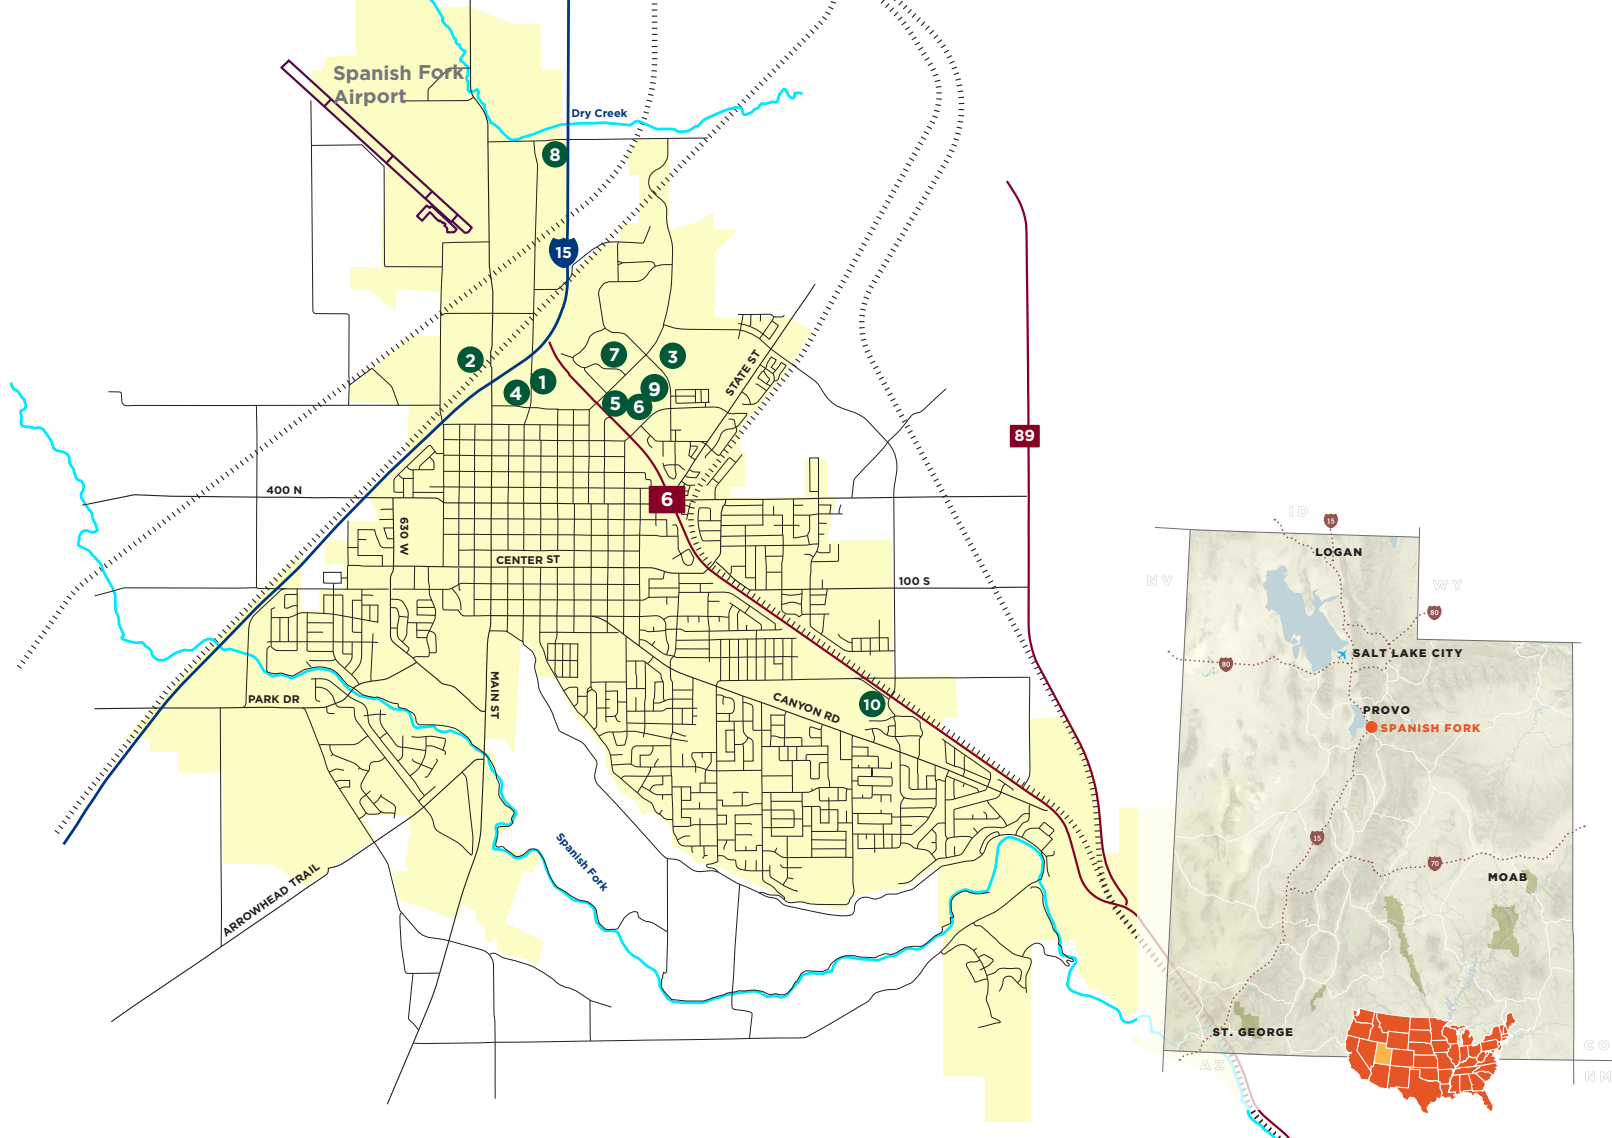 Spanish Fork
Airport
Dry Creek
8
15
2
7
3
1
4
9
5
6
STATE ST
89
400 N
6
630 W
CENTER ST
100 S
MAIN ST
PARK DR
CANYON RD
10
Spanish Fork
ARROWHEAD TRAIL
ID
15
LOGAN
NV
WY
80
SALT LAKE CITY
80
PROVO
SPANISH FORK
15
70
MOAB
ST. GEORGE
AZ
CO
NM